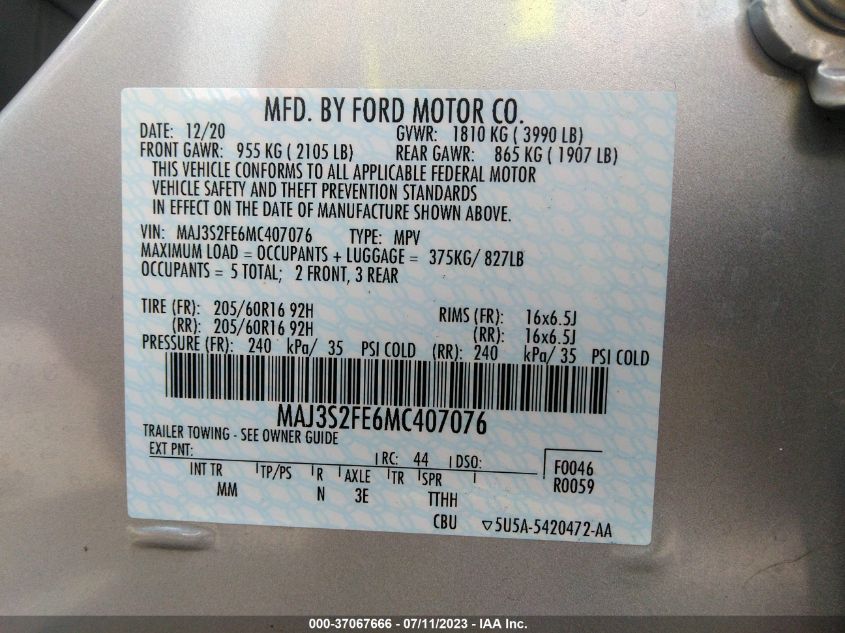 MFD. BY FORD MOTOR CO.
DATE: 12/20 GVWR: 1810 KG ( 3990 LB)
FRONT GAWR: 955 KG ( 2105 LB) REAR GAWR: 865 KG ( 1907 LB)
THIS VEHICLE CONFORMS TO ALL APPLICABLE FEDERAL MOTOR
VEHICLE SAFETY AND THEFT PREVENTION STANDARDS
IN EFFECT ON THE DATE OF MANUFACTURE SHOWN ABOVE.
VIN: MAJ3S2FE6MC407076 TYPE: MPV
MAXIMUM LOAD = OCCUPANTS + LUGGAGE = 375KG/ 827LB
OCCUPANTS = 5 TOTAL; 2 FRONT, 3 REAR
TIRE (FR): 205/60R16 92H RIMS (FR): 16x6.5J
(RR): 205/60R16 92H (RR): 16x6.5J
PRESSURE (FR): 240 kPa/ 35 PSI COLD (RR): 240 kPa/ 35 PSI COLD
MAJ3S2FE6MC407076
TRAILER TOWING - SEE OWNER GUIDE
EXT PNT: RC: 44 DSO: F0046
INT TR TP/PS R AXLE TR SPR R0059
MM N 3E TTHH
CBU ▽5U5A-5420472-AA
000-37067666 - 07/11/2023 - IAA Inc.